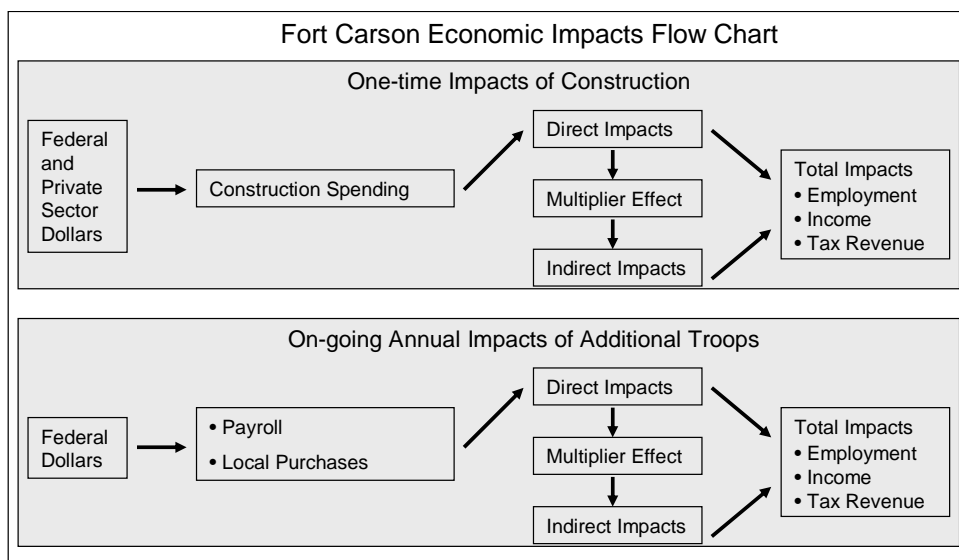 Fort Carson Economic Impacts Flow Chart
One-time Impacts of Construction
Federal
and
Private
Sector
Dollars
Construction Spending
Direct Impacts
Multiplier Effect
Indirect Impacts
Total Impacts
• Employment
• Income
• Tax Revenue
On-going Annual Impacts of Additional Troops
Federal
Dollars
• Payroll
• Local Purchases
Direct Impacts
Multiplier Effect
Indirect Impacts
Total Impacts
• Employment
• Income
• Tax Revenue